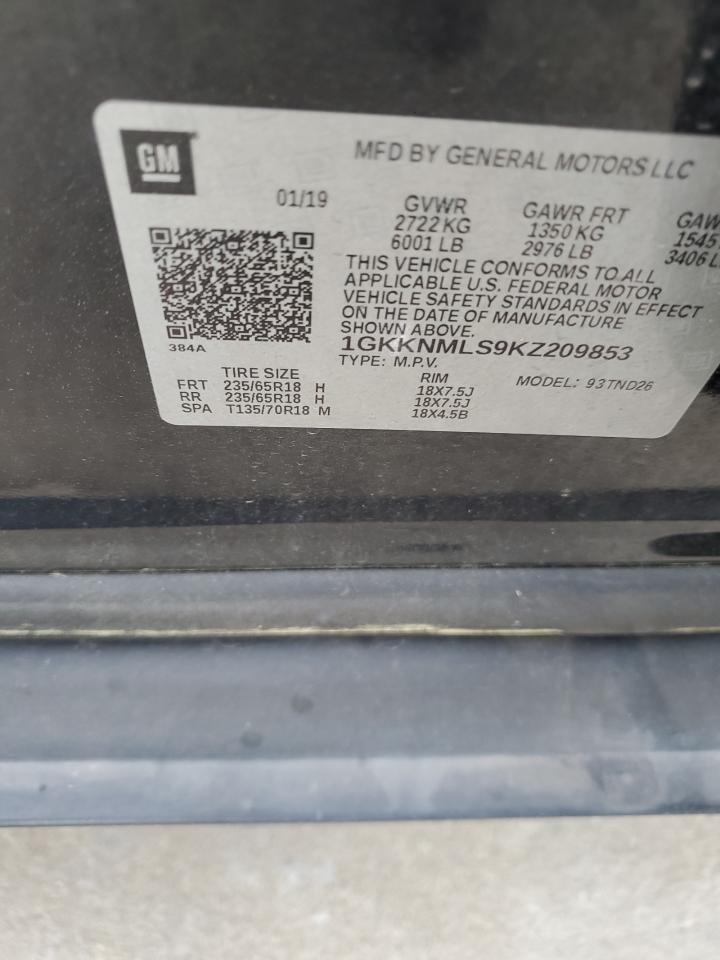 GM
MFD BY GENERAL MOTORS LLC
01/19
GVWR
2722 KG
6001 LB
GAWR FRT
1350 KG
2976 LB
GAW
1545
3406 L
THIS VEHICLE CONFORMS TO ALL
APPLICABLE U.S. FEDERAL MOTOR
VEHICLE SAFETY STANDARDS IN EFFECT
ON THE DATE OF MANUFACTURE
SHOWN ABOVE.
384A
1GKKNMLS9KZ209853
TYPE: M.P.V.
MODEL: 93TND26
TIRE SIZE RIM
FRT 235/65R18 H 18X7.5J
RR 235/65R18 H 18X7.5J
SPA T135/70R18 M 18X4.5B